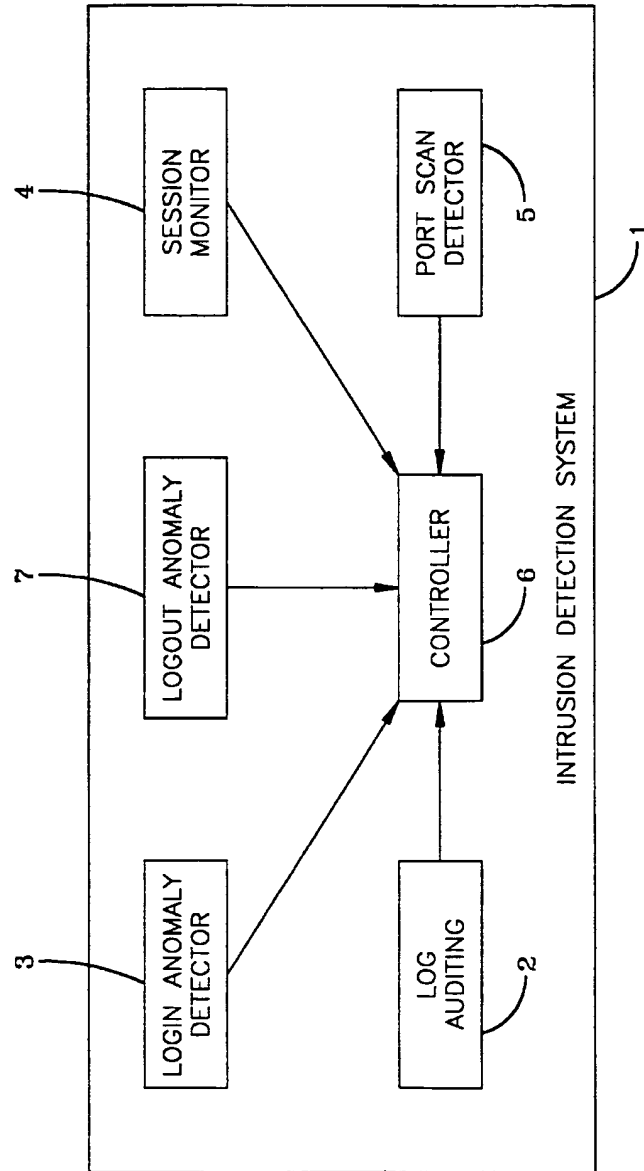 3
7
4
LOGIN ANOMALY
DETECTOR
LOGOUT ANOMALY
DETECTOR
SESSION
MONITOR
LOG
AUDITING
CONTROLLER
PORT SCAN
DETECTOR
2
6
5
INTRUSION DETECTION SYSTEM
1